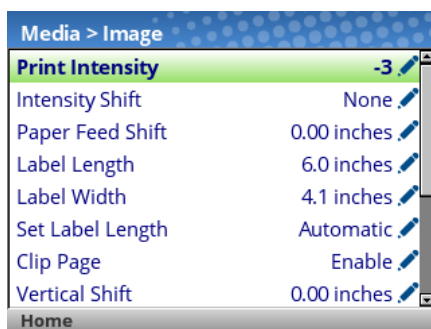 Media > Image
Print Intensity -3
Intensity Shift None
Paper Feed Shift 0.00 inches
Label Length 6.0 inches
Label Width 4.1 inches
Set Label Length Automatic
Clip Page Enable
Vertical Shift 0.00 inches
Home